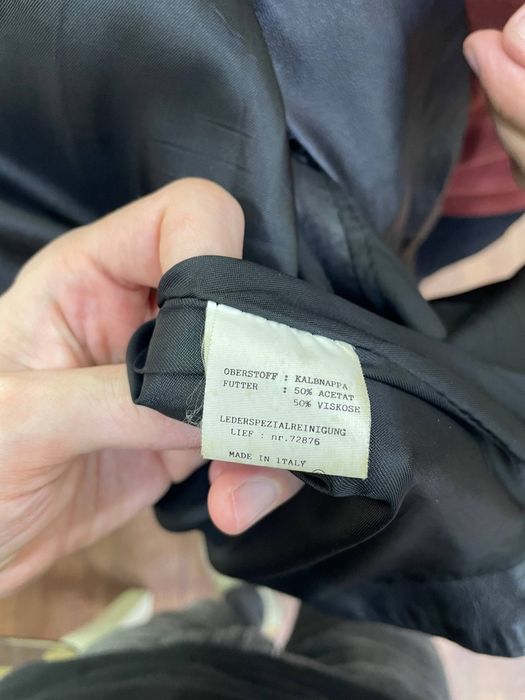 OBERSTOFF : KALBNAPPA
FUTTER : 50% ACETAT
50% VISKOSE
LEDERSPEZIALREINIGUNG
LIEF : nr.72876
MADE IN ITALY